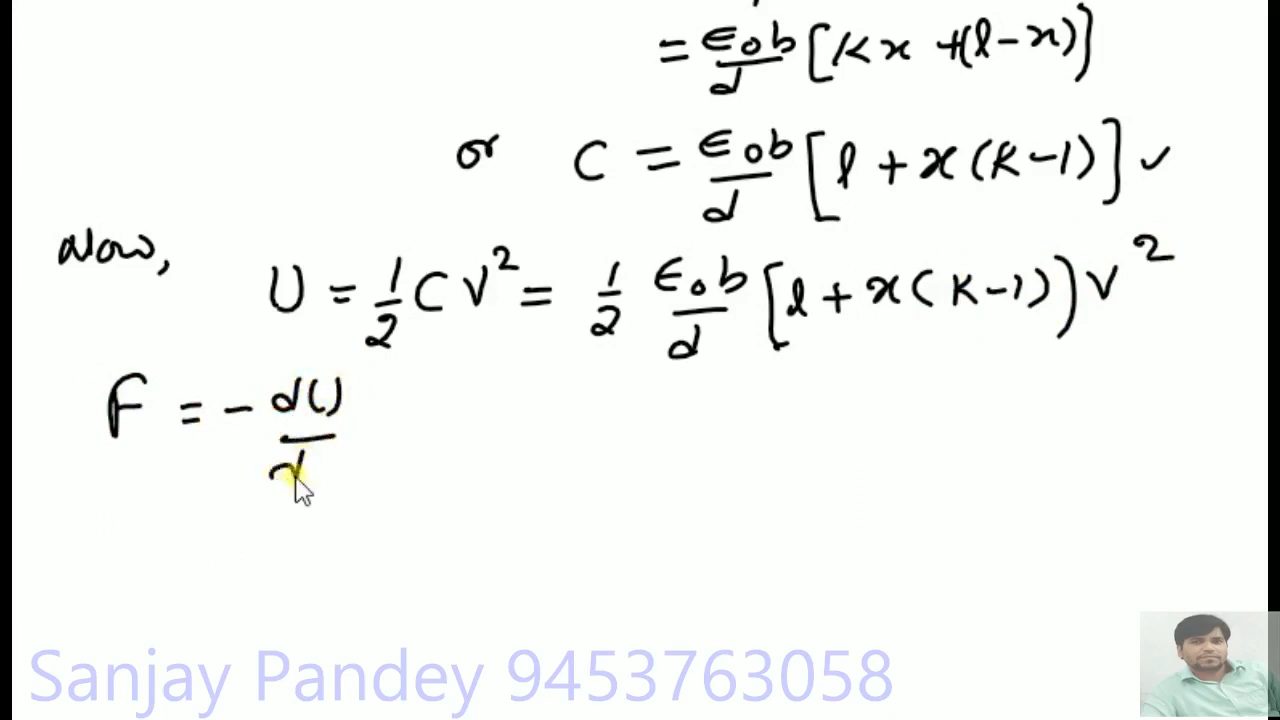 = ε₀b/d [Kx +(l-x)]
or C = ε₀b/d [l + x(K-1)] ✓
Now,
U = 1/2 CV² = 1/2 ε₀b/d [l + x(K-1)]V²
F = - dU/d
Sanjay Pandey 9453763058